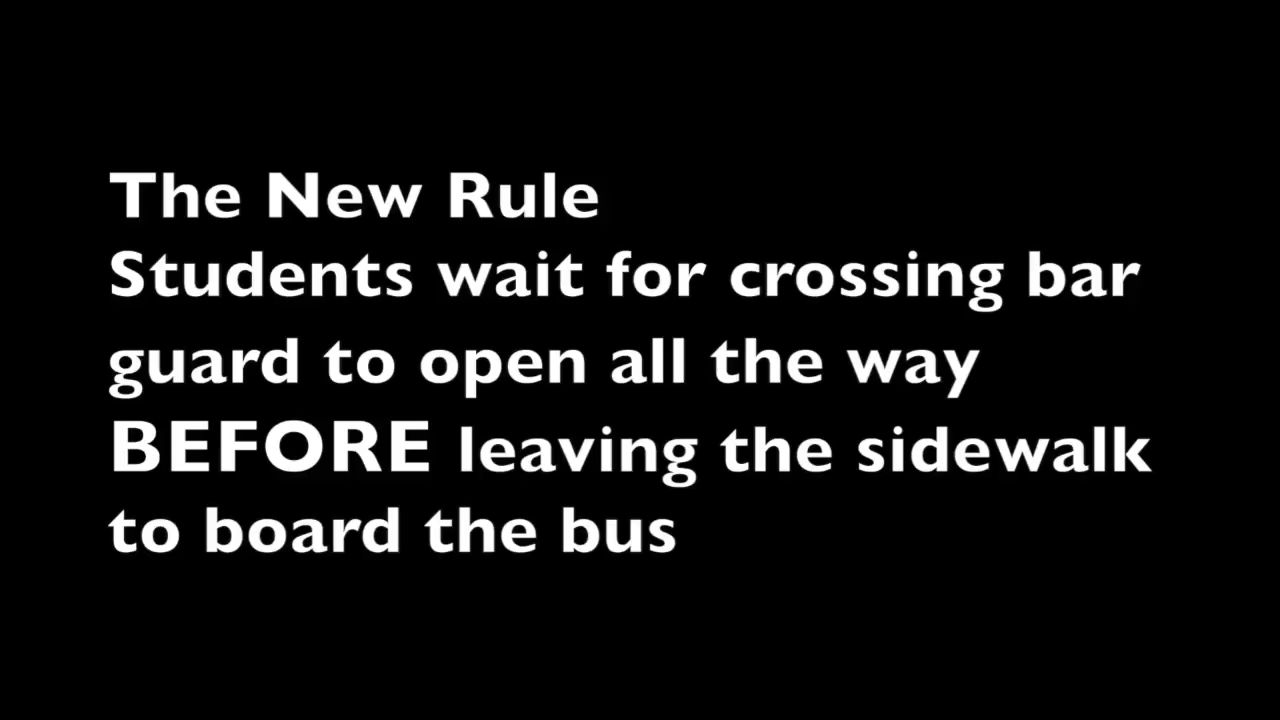 The New Rule
Students wait for crossing bar
guard to open all the way
BEFORE leaving the sidewalk
to board the bus